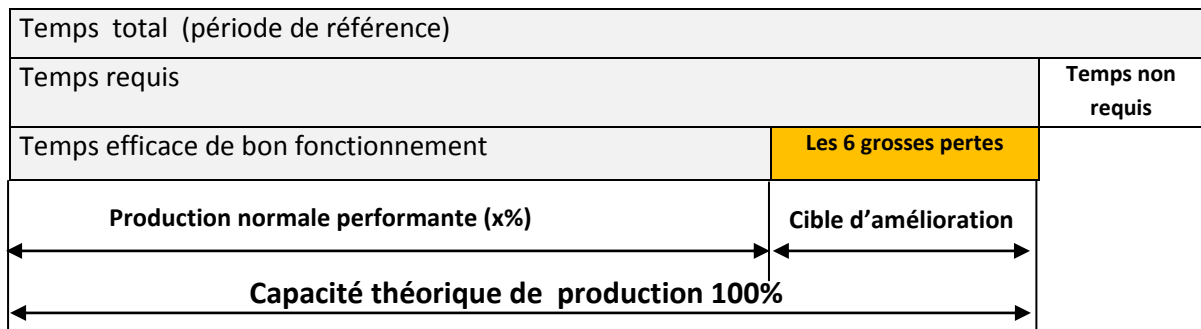 Temps total (période de référence)
Temps requis
Temps non
requis
Temps efficace de bon fonctionnement
Les 6 grosses pertes
Production normale performante (x%)
Cible d’amélioration
Capacité théorique de production 100%